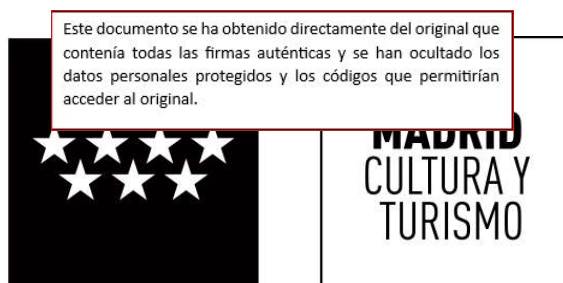 Este documento se ha obtenido directamente del original que
contenía todas las firmas auténticas y se han ocultado los
datos personales protegidos y los códigos que permitirían
acceder al original.
MADRID
CULTURA Y
TURISMO